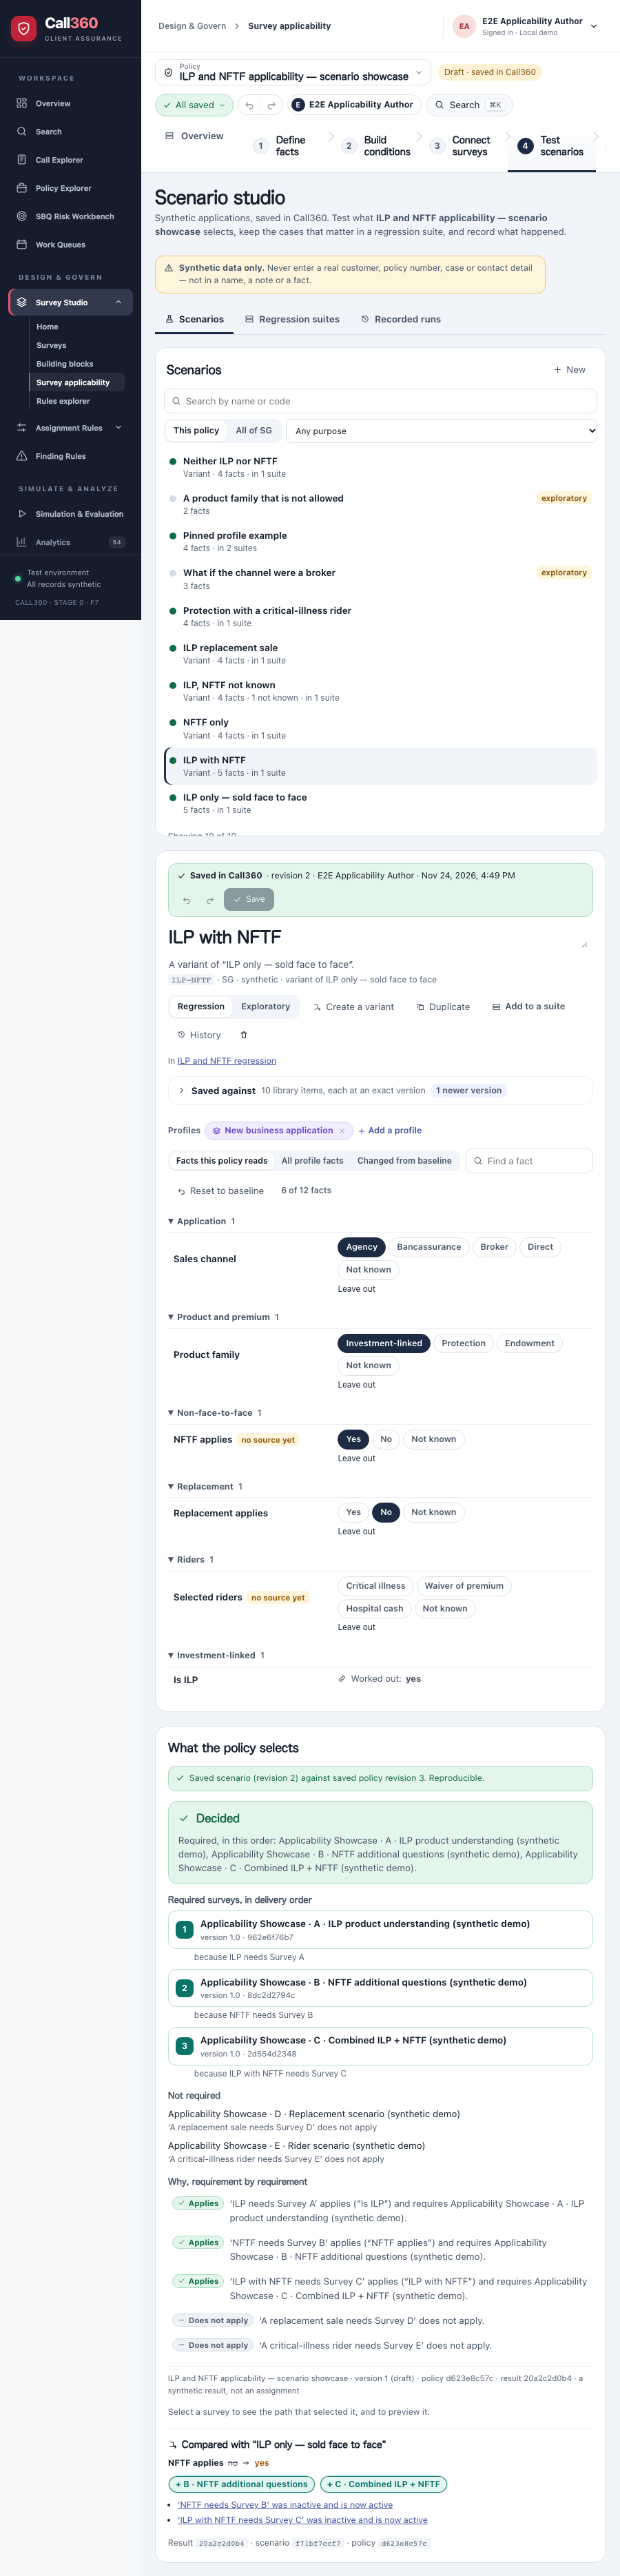 Call360
CLIENT ASSURANCE
WORKSPACE
Overview
Search
Call Explorer
Policy Explorer
SBQ Risk Workbench
Work Queues
DESIGN & GOVERN
Survey Studio
Home
Surveys
Building blocks
Survey applicability
Rules explorer
Assignment Rules
Finding Rules
SIMULATE & ANALYZE
Simulation & Evaluation
Analytics
54
Test environment
All records synthetic
CALL360 · STAGE 0 · F7
Design & Govern
Survey applicability
EA
E2E Applicability Author
Signed in · Local demo
Policy
ILP and NFTF applicability — scenario showcase
Draft · saved in Call360
All saved
E
E2E Applicability Author
Search
⌘K
Overview
1
Define facts
2
Build conditions
3
Connect surveys
4
Test scenarios
Scenario studio
Synthetic applications, saved in Call360. Test what ILP and NFTF applicability — scenario
showcase selects, keep the cases that matter in a regression suite, and record what happened.
Synthetic data only. Never enter a real customer, policy number, case or contact detail
— not in a name, a note or a fact.
Scenarios
Regression suites
Recorded runs
Scenarios
+ New
Search by name or code
This policy
All of SG
Any purpose
Neither ILP nor NFTF
Variant · 4 facts · in 1 suite
A product family that is not allowed
exploratory
2 facts
Pinned profile example
4 facts · in 2 suites
What if the channel were a broker
exploratory
3 facts
Protection with a critical-illness rider
4 facts · in 1 suite
ILP replacement sale
Variant · 4 facts · in 1 suite
ILP, NFTF not known
Variant · 4 facts · 1 not known · in 1 suite
NFTF only
Variant · 4 facts · in 1 suite
ILP with NFTF
Variant · 5 facts · in 1 suite
ILP only — sold face to face
5 facts · in 1 suite
Showing 10 of 10
Saved in Call360 · revision 2 · E2E Applicability Author · Nov 24, 2026, 4:49 PM
Save
ILP with NFTF
A variant of "ILP only — sold face to face".
ILP-NFTF · SG · synthetic · variant of ILP only — sold face to face
Regression
Exploratory
Create a variant
Duplicate
Add to a suite
History
In ILP and NFTF regression
Saved against 10 library items, each at an exact version 1 newer version
Profiles
New business application ×
+ Add a profile
Facts this policy reads
All profile facts
Changed from baseline
Find a fact
Reset to baseline
6 of 12 facts
Application 1
Sales channel
Agency
Bancassurance
Broker
Direct
Not known
Leave out
Product and premium 1
Product family
Investment-linked
Protection
Endowment
Not known
Leave out
Non-face-to-face 1
NFTF applies
no source yet
Yes
No
Not known
Leave out
Replacement 1
Replacement applies
Yes
No
Not known
Leave out
Riders 1
Selected riders
no source yet
Critical illness
Waiver of premium
Hospital cash
Not known
Leave out
Investment-linked 1
Is ILP
Worked out: yes
What the policy selects
Saved scenario (revision 2) against saved policy revision 3. Reproducible.
Decided
Required, in this order: Applicability Showcase · A · ILP product understanding (synthetic
demo), Applicability Showcase · B · NFTF additional questions (synthetic demo), Applicability
Showcase · C · Combined ILP + NFTF (synthetic demo).
Required surveys, in delivery order
1
Applicability Showcase · A · ILP product understanding (synthetic demo)
version 1.0 · 962e6f76b7
because ILP needs Survey A
2
Applicability Showcase · B · NFTF additional questions (synthetic demo)
version 1.0 · 8dc2d2794c
because NFTF needs Survey B
3
Applicability Showcase · C · Combined ILP + NFTF (synthetic demo)
version 1.0 · 2d554d2348
because ILP with NFTF needs Survey C
Not required
Applicability Showcase · D · Replacement scenario (synthetic demo)
'A replacement sale needs Survey D' does not apply
Applicability Showcase · E · Rider scenario (synthetic demo)
'A critical-illness rider needs Survey E' does not apply
Why, requirement by requirement
Applies
'ILP needs Survey A' applies ("Is ILP") and requires Applicability Showcase · A · ILP
product understanding (synthetic demo).
Applies
'NFTF needs Survey B' applies ("NFTF applies") and requires Applicability
Showcase · B · NFTF additional questions (synthetic demo).
Applies
'ILP with NFTF needs Survey C' applies ("ILP with NFTF") and requires Applicability
Showcase · C · Combined ILP + NFTF (synthetic demo).
Does not apply
'A replacement sale needs Survey D' does not apply.
Does not apply
'A critical-illness rider needs Survey E' does not apply.
ILP and NFTF applicability — scenario showcase · version 1 (draft) · policy d623e8c57c · result 20a2c2d0b4 · a
synthetic result, not an assignment
Select a survey to see the path that selected it, and to preview it.
Compared with "ILP only — sold face to face"
NFTF applies no → yes
+ B · NFTF additional questions
+ C · Combined ILP + NFTF
• 'NFTF needs Survey B' was inactive and is now active
• 'ILP with NFTF needs Survey C' was inactive and is now active
Result 20a2c2d0b4 · scenario f71bf7ccf7 · policy d623e8c57c